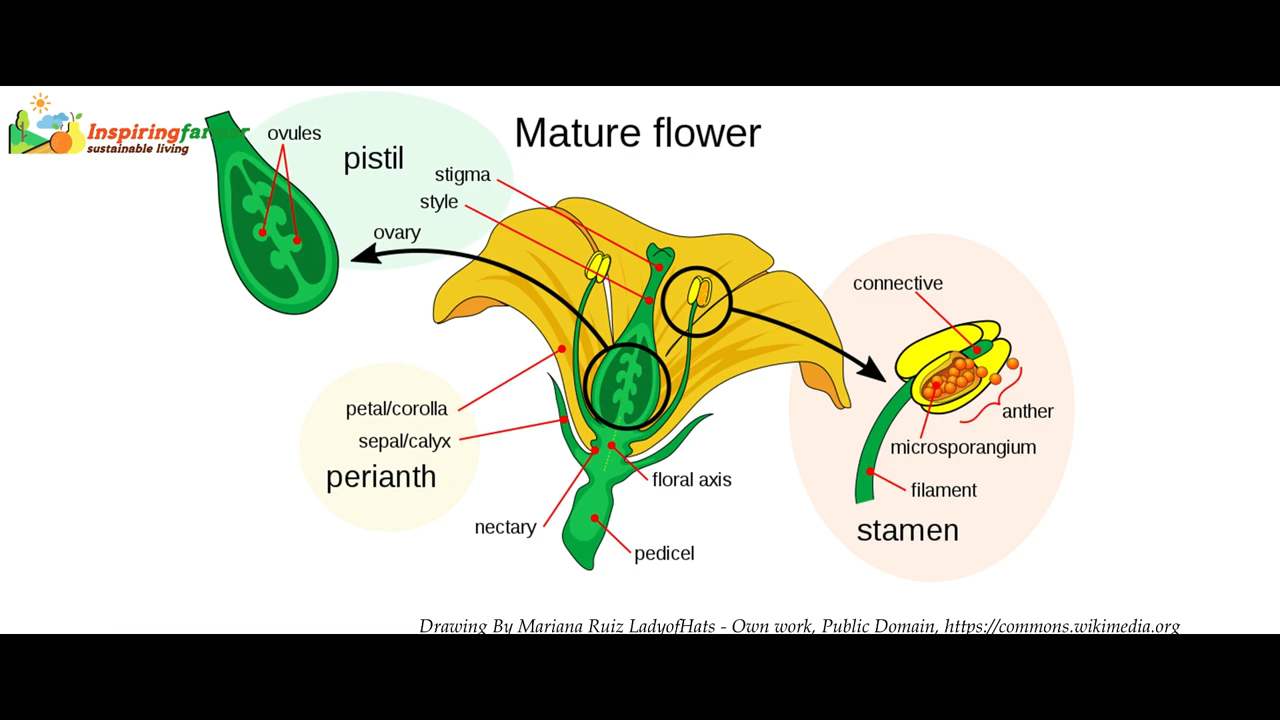 Mature flower
Inspiringfarmer
sustainable living
ovules
pistil
stigma
style
ovary
connective
petal/corolla
anther
sepal/calyx
microsporangium
perianth
floral axis
filament
nectary
stamen
pedicel
Drawing By Mariana Ruiz LadyofHats - Own work, Public Domain, https://commons.wikimedia.org